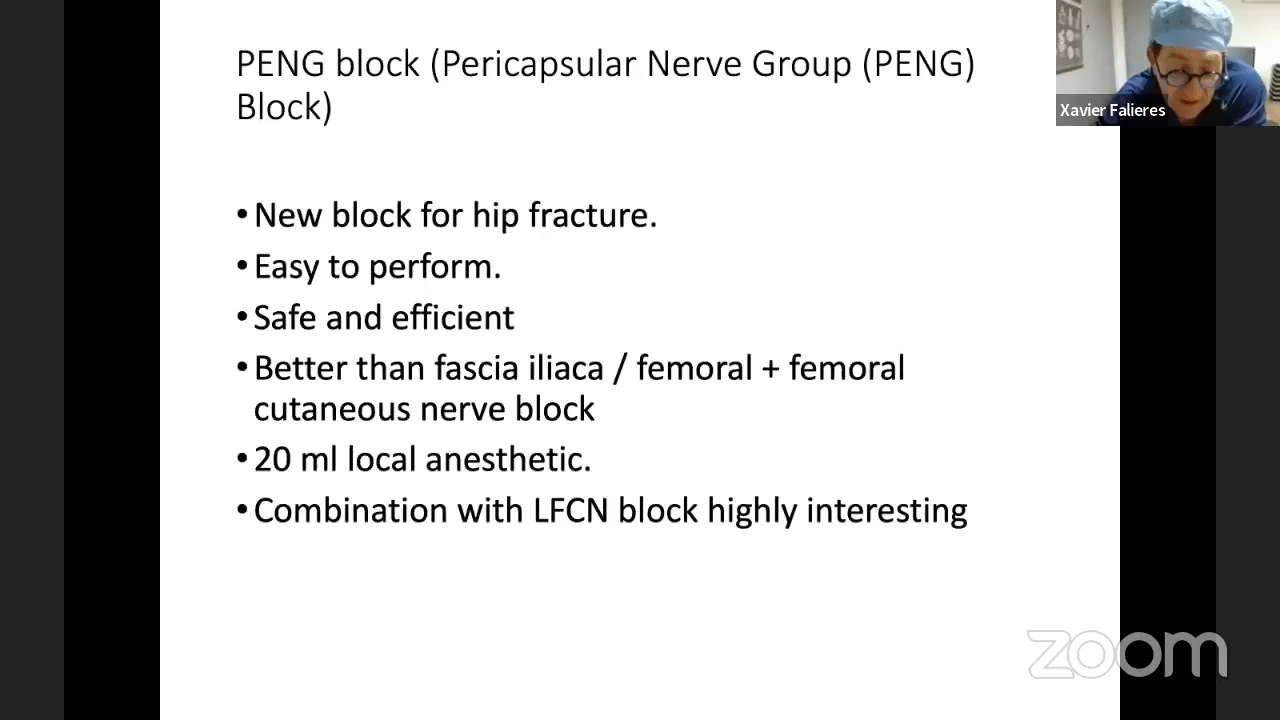 PENG block (Pericapsular Nerve Group (PENG)
Block)
Xavier Falieres
• New block for hip fracture.
• Easy to perform.
• Safe and efficient
• Better than fascia iliaca / femoral + femoral
cutaneous nerve block
• 20 ml local anesthetic.
• Combination with LFCN block highly interesting
zoom